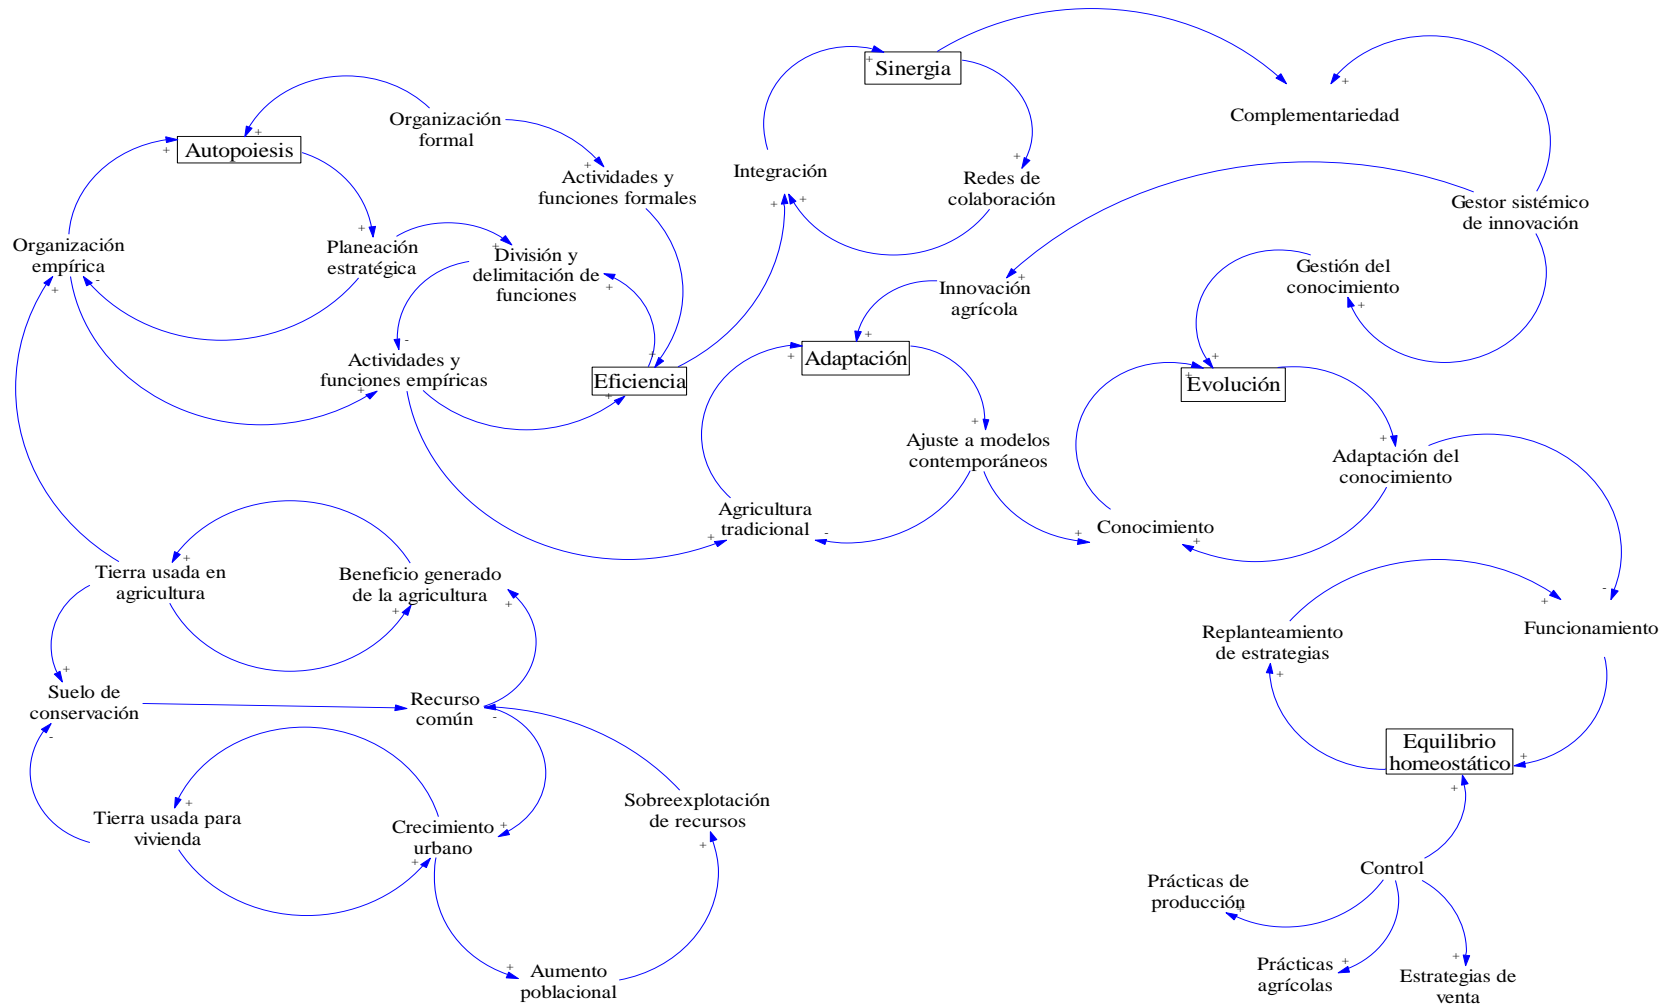 Sinergia
Complementariedad
Organización
formal
Autopoiesis
Actividades y
funciones formales
Integración
Redes de
colaboración
Gestor sistémico
de innovación
Organización
empírica
Planeación
estratégica
División y
delimitación de
funciones
Gestión del
conocimiento
Innovación
agrícola
Adaptación
Actividades y
funciones empíricas
Eficiencia
Evolución
Ajuste a modelos
contemporáneos
Adaptación del
conocimiento
Agricultura
tradicional
Conocimiento
Tierra usada en
agricultura
Beneficio generado
de la agricultura
Replanteamiento
de estrategias
Funcionamiento
Suelo de
conservación
Recurso
común
Equilibrio
homeostático
Sobreexplotación
de recursos
Tierra usada para
vivienda
Crecimiento
urbano
Control
Prácticas de
producción
Prácticas
agrícolas
Estrategias de
venta
Aumento
poblacional